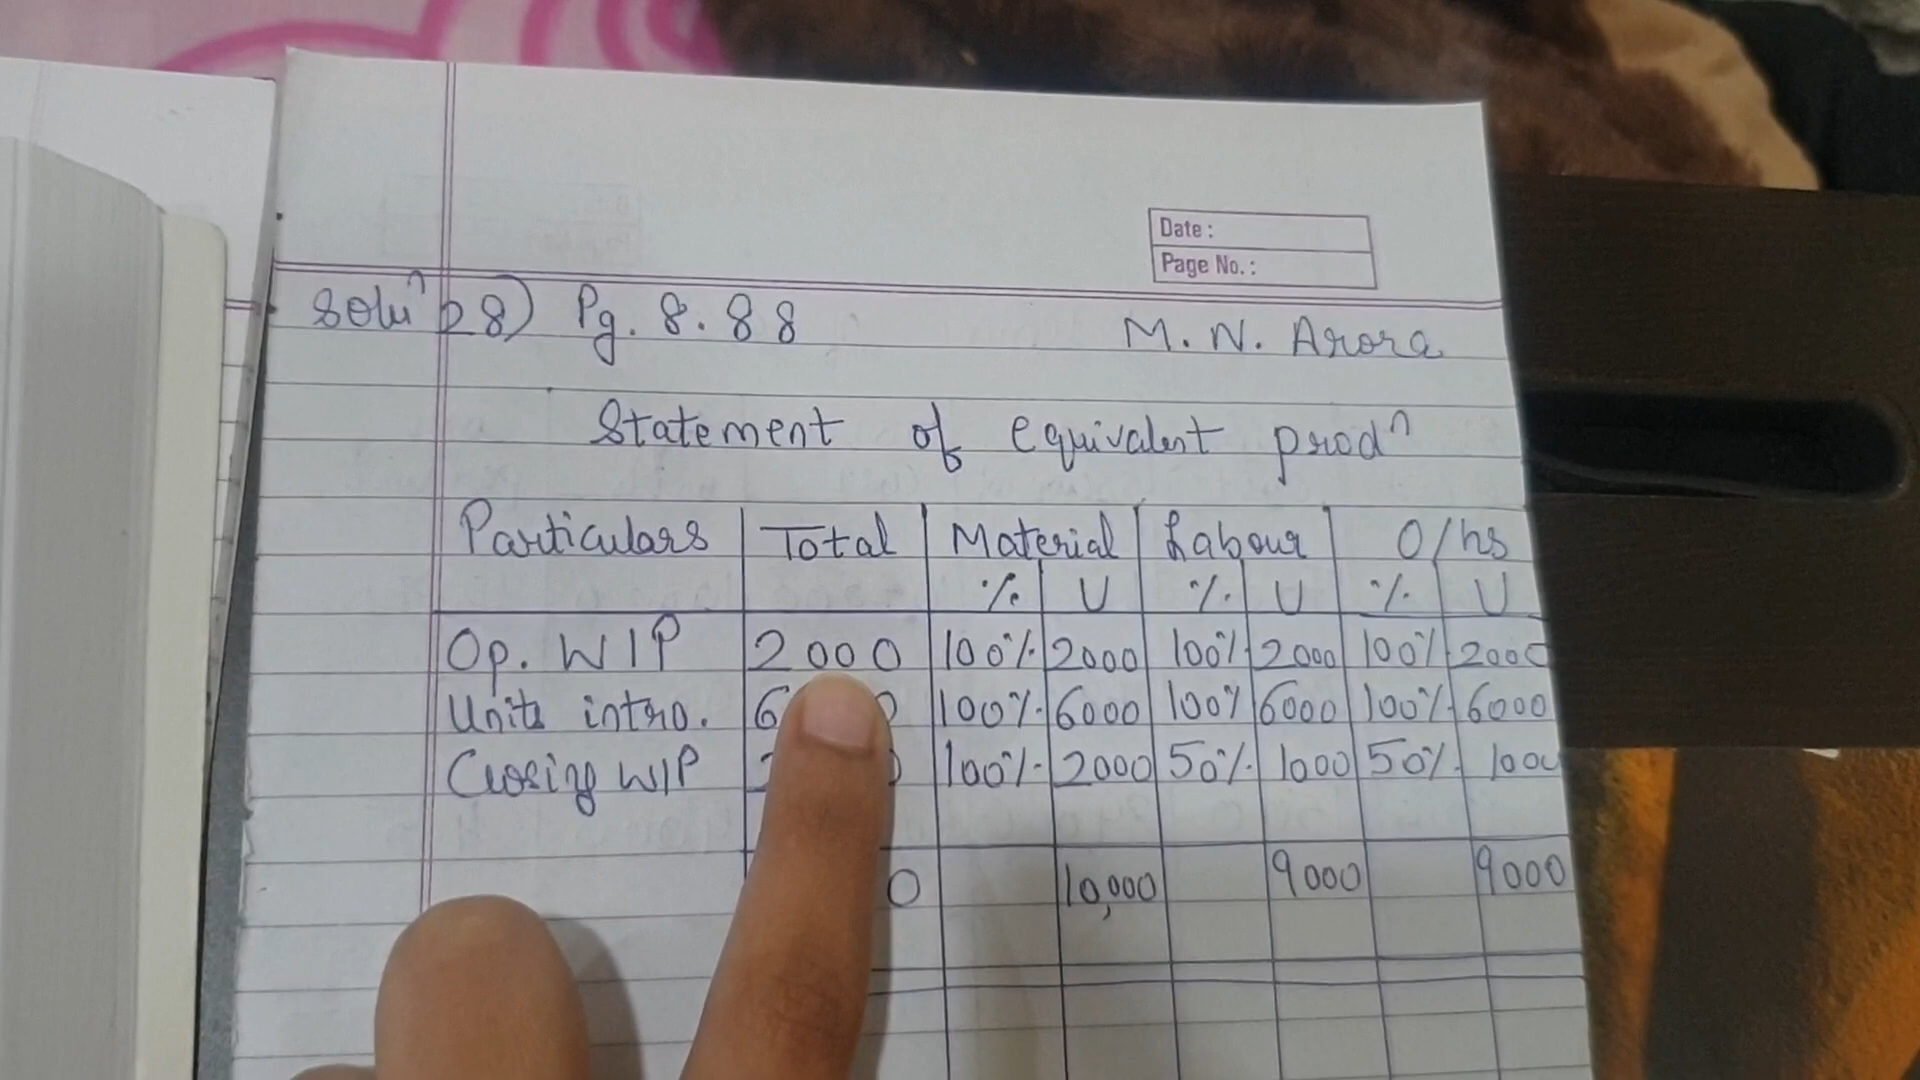 Date :
Page No. :
Soluⁿ 28) Pg. 8.88 M. N. Arora
Statement of equivalent prodⁿ
Particulars Total Material Labour O/hs
% U % U % U
Op. WIP 2000 100% 2000 100% 2000 100% 2000
Units intro. 100% 6000 100% 6000 100% 6000
Closing WIP 100% 2000 50% 1000 50% 1000
10,000 9000 9000